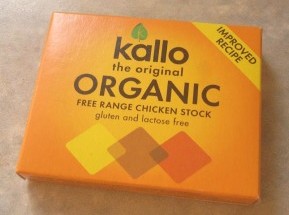 kallo
the original
ORGANIC
FREE RANGE CHICKEN STOCK
gluten and lactose free
IMPROVED
RECIPE